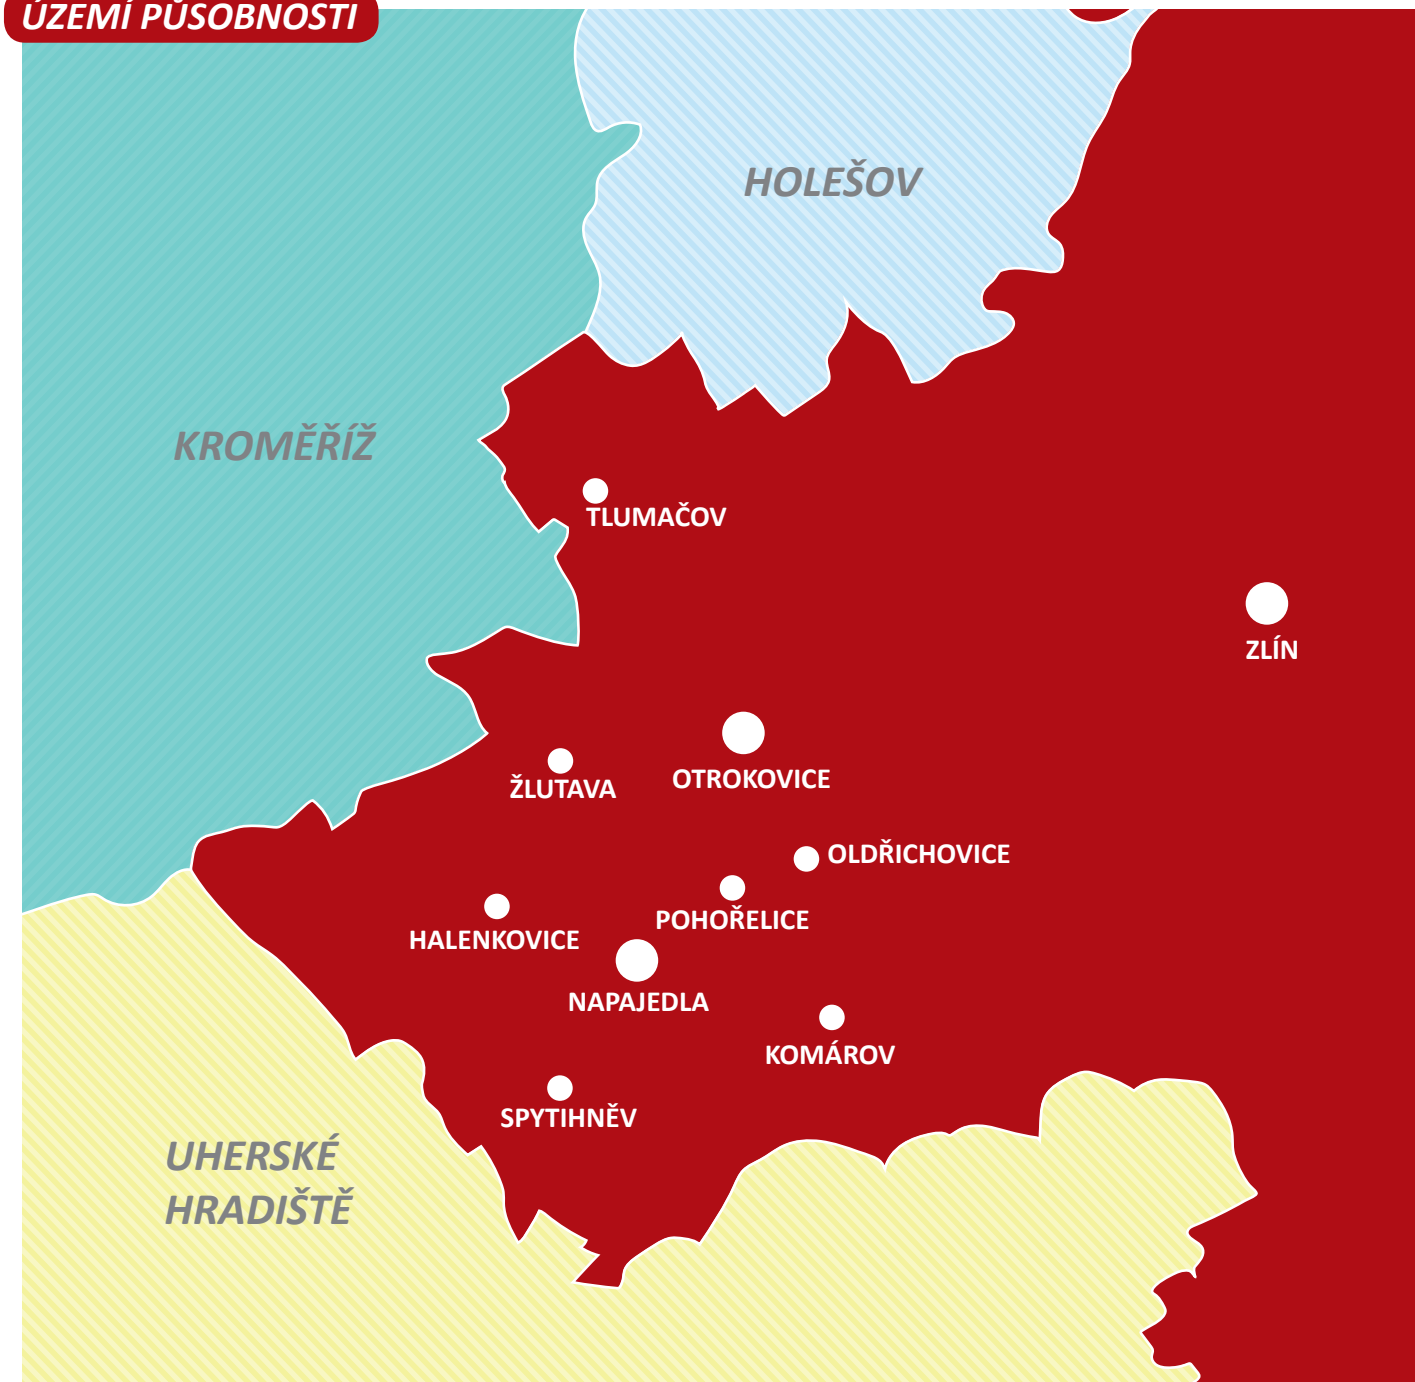 ÚZEMÍ PŮSOBNOSTI
HOLEŠOV
KROMĚŘÍŽ
TLUMAČOV
ZLÍN
OTROKOVICE
ŽLUTAVA
OLDŘICHOVICE
POHOŘELICE
HALENKOVICE
NAPAJEDLA
KOMÁROV
SPYTIHNĚV
UHERSKÉ
HRADIŠTĚ